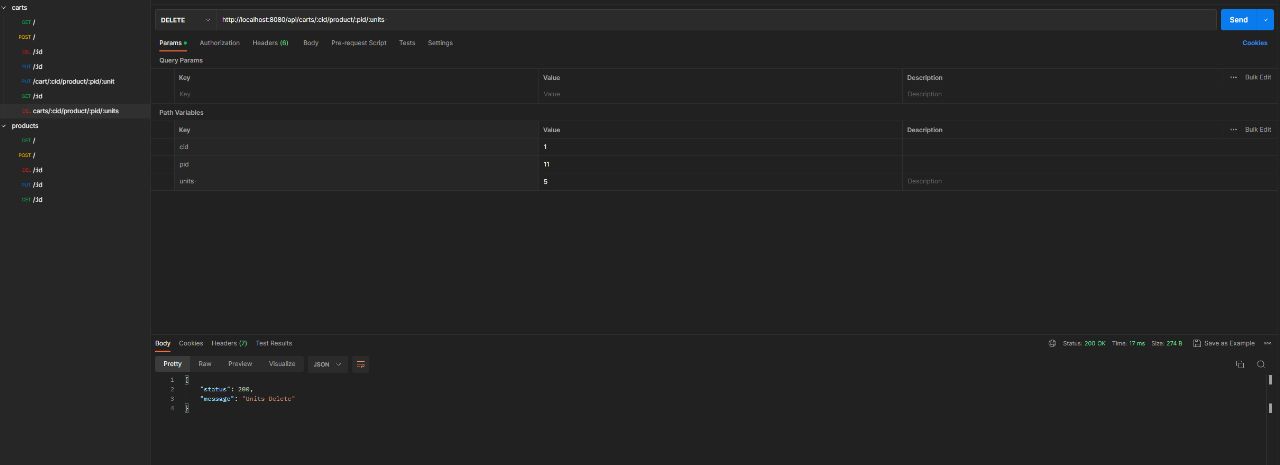 carts
GET /
POST /
DEL /:id
PUT /:id
PUT /cart/:cid/product/:pid/:unit
GET /:id
DEL carts/:cid/product/:pid/:units
products
GET /
POST /
DEL /:id
PUT /:id
GET /:id
DELETE http://localhost:8080/api/carts/:cid/product/:pid/:units Send
Params Authorization Headers (6) Body Pre-request Script Tests Settings Cookies
Query Params
Key Value Description ••• Bulk Edit
Key Value Description
Path Variables
Key Value Description ••• Bulk Edit
cid 1
pid 11
units 5 Description
Body Cookies Headers (7) Test Results Status: 200 OK Time: 17 ms Size: 274 B Save as Example •••
Pretty Raw Preview Visualize JSON
1 {
2 "status": 200,
3 "message": "Units Delete"
4 }